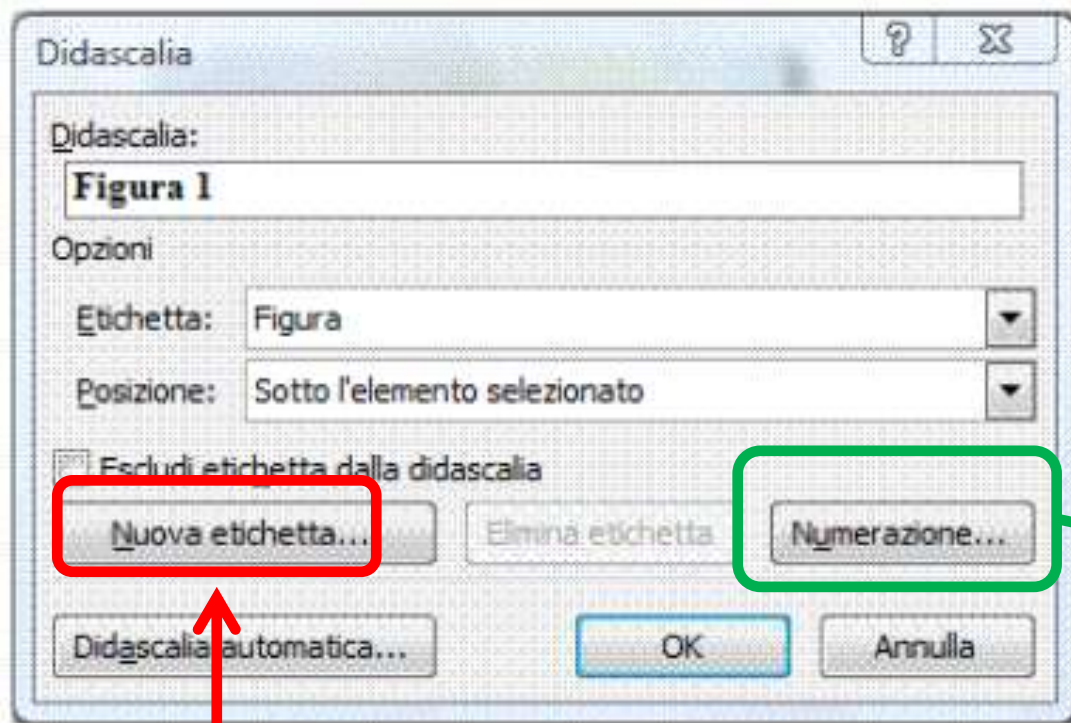 Didascalia
Didascalia:
Figura 1
Opzioni
Etichetta: Figura
Posizione: Sotto l'elemento selezionato
Escludi etichetta dalla didascalia
Nuova etichetta... Elimina etichetta Numerazione...
Didascalia automatica... OK Annulla